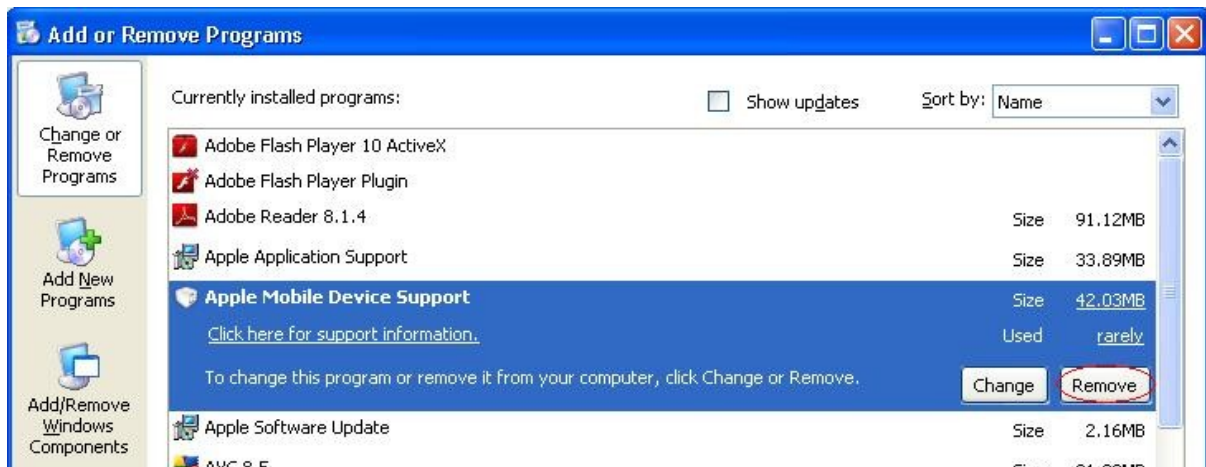 Add or Remove Programs
Change or
Remove
Programs
Add New
Programs
Add/Remove
Windows
Components
Currently installed programs:
Show updates
Sort by: Name
Adobe Flash Player 10 ActiveX
Adobe Flash Player Plugin
Adobe Reader 8.1.4 Size 91.12MB
Apple Application Support Size 33.89MB
Apple Mobile Device Support Size 42.03MB
Click here for support information. Used rarely
To change this program or remove it from your computer, click Change or Remove. Change Remove
Apple Software Update Size 2.16MB